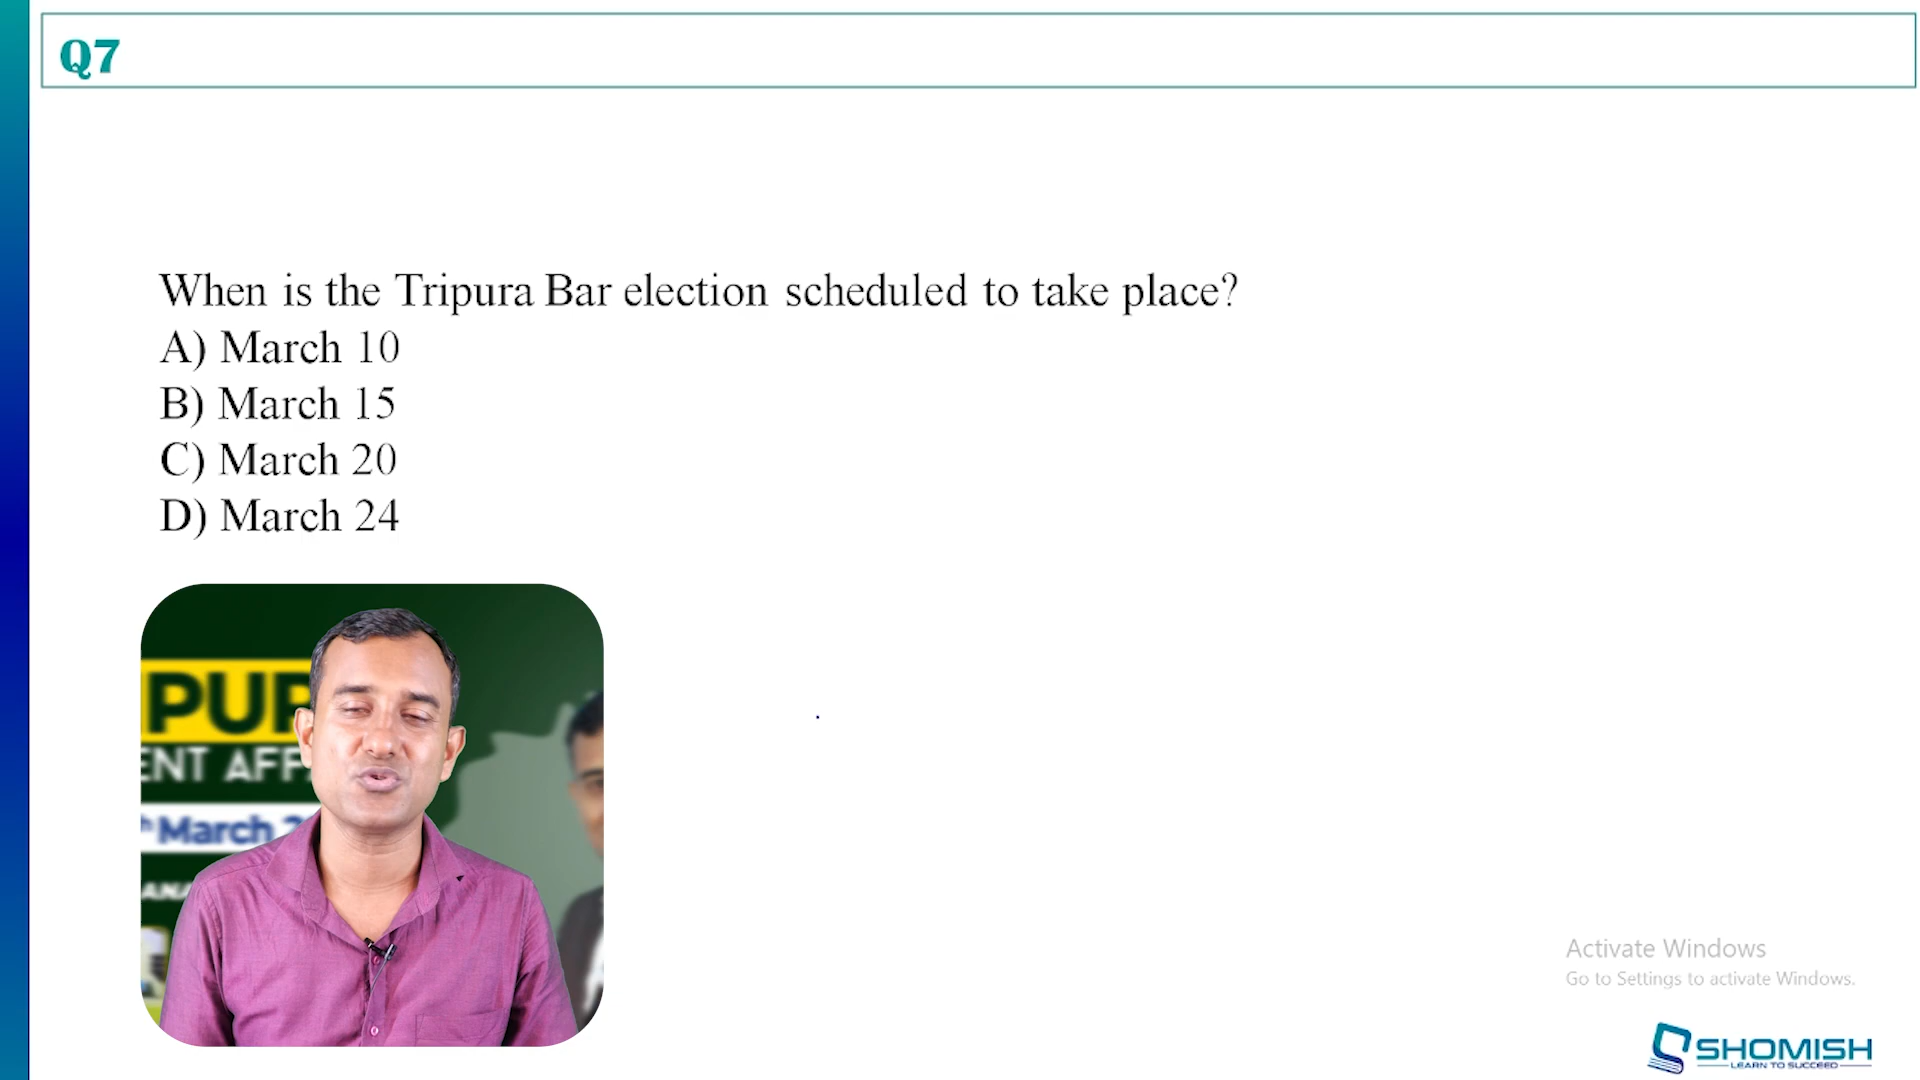 Q7
When is the Tripura Bar election scheduled to take place?
A) March 10
B) March 15
C) March 20
D) March 24
PUR
ENT AFF
March
ANA
Activate Windows
Go to Settings to activate Windows.
SHOMISH
LEARN TO SUCCEED